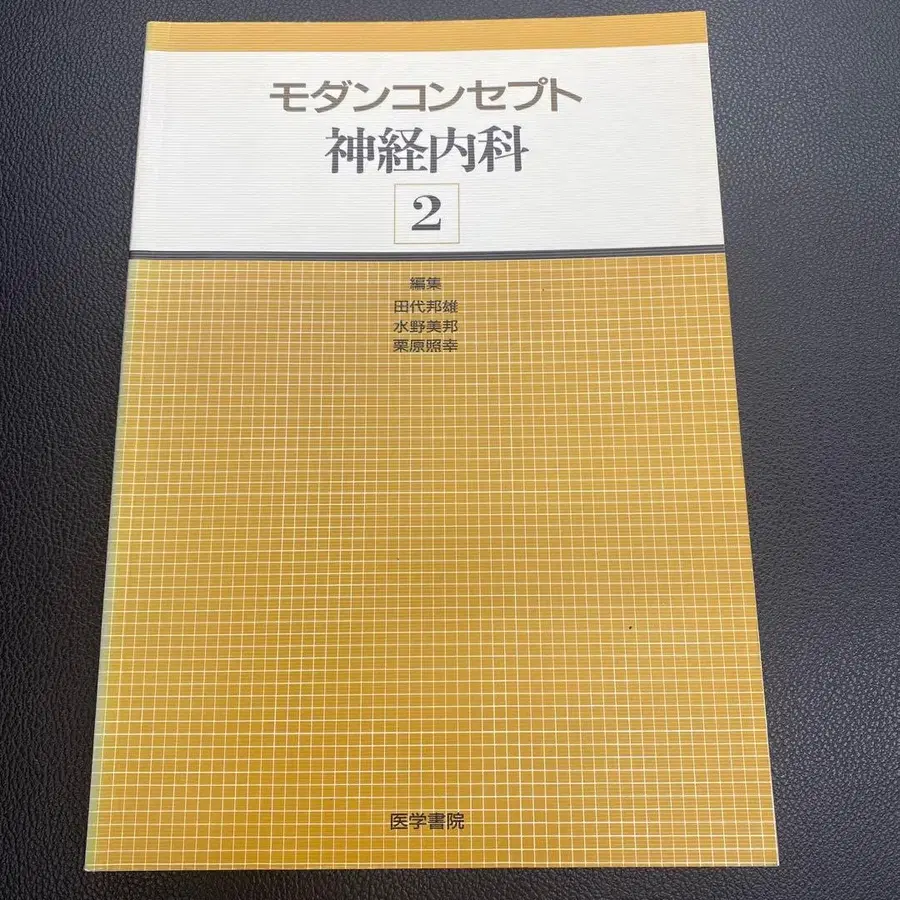 モダンコンセプト
神経内科
2
編集
田代邦雄
水野美邦
栗原照幸
医学書院